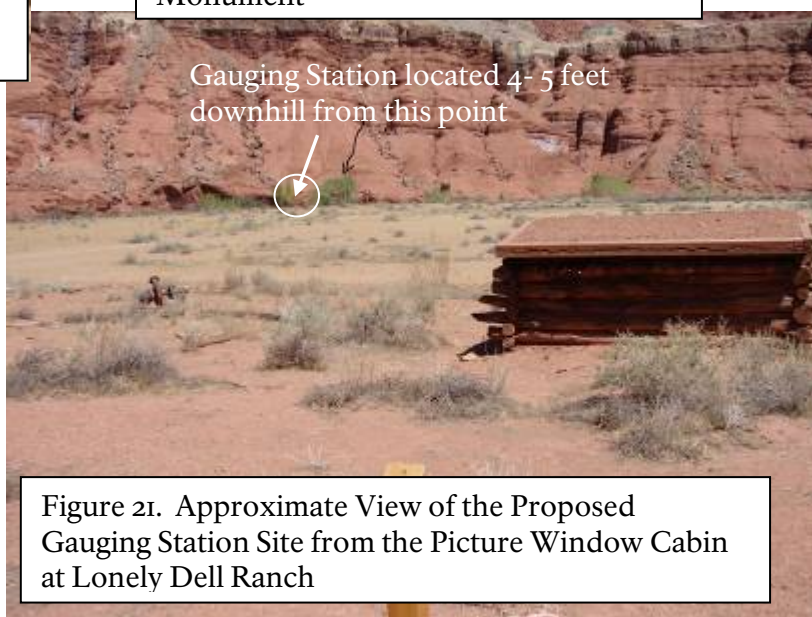 Monument
Gauging Station located 4- 5 feet
downhill from this point
Figure 21. Approximate View of the Proposed
Gauging Station Site from the Picture Window Cabin
at Lonely Dell Ranch